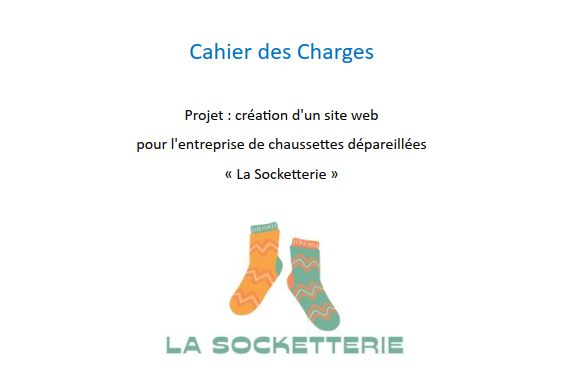 Cahier des Charges
Projet : création d'un site web
pour l'entreprise de chaussettes dépareillées
« La Socketterie »
LA SOCKETTERIE